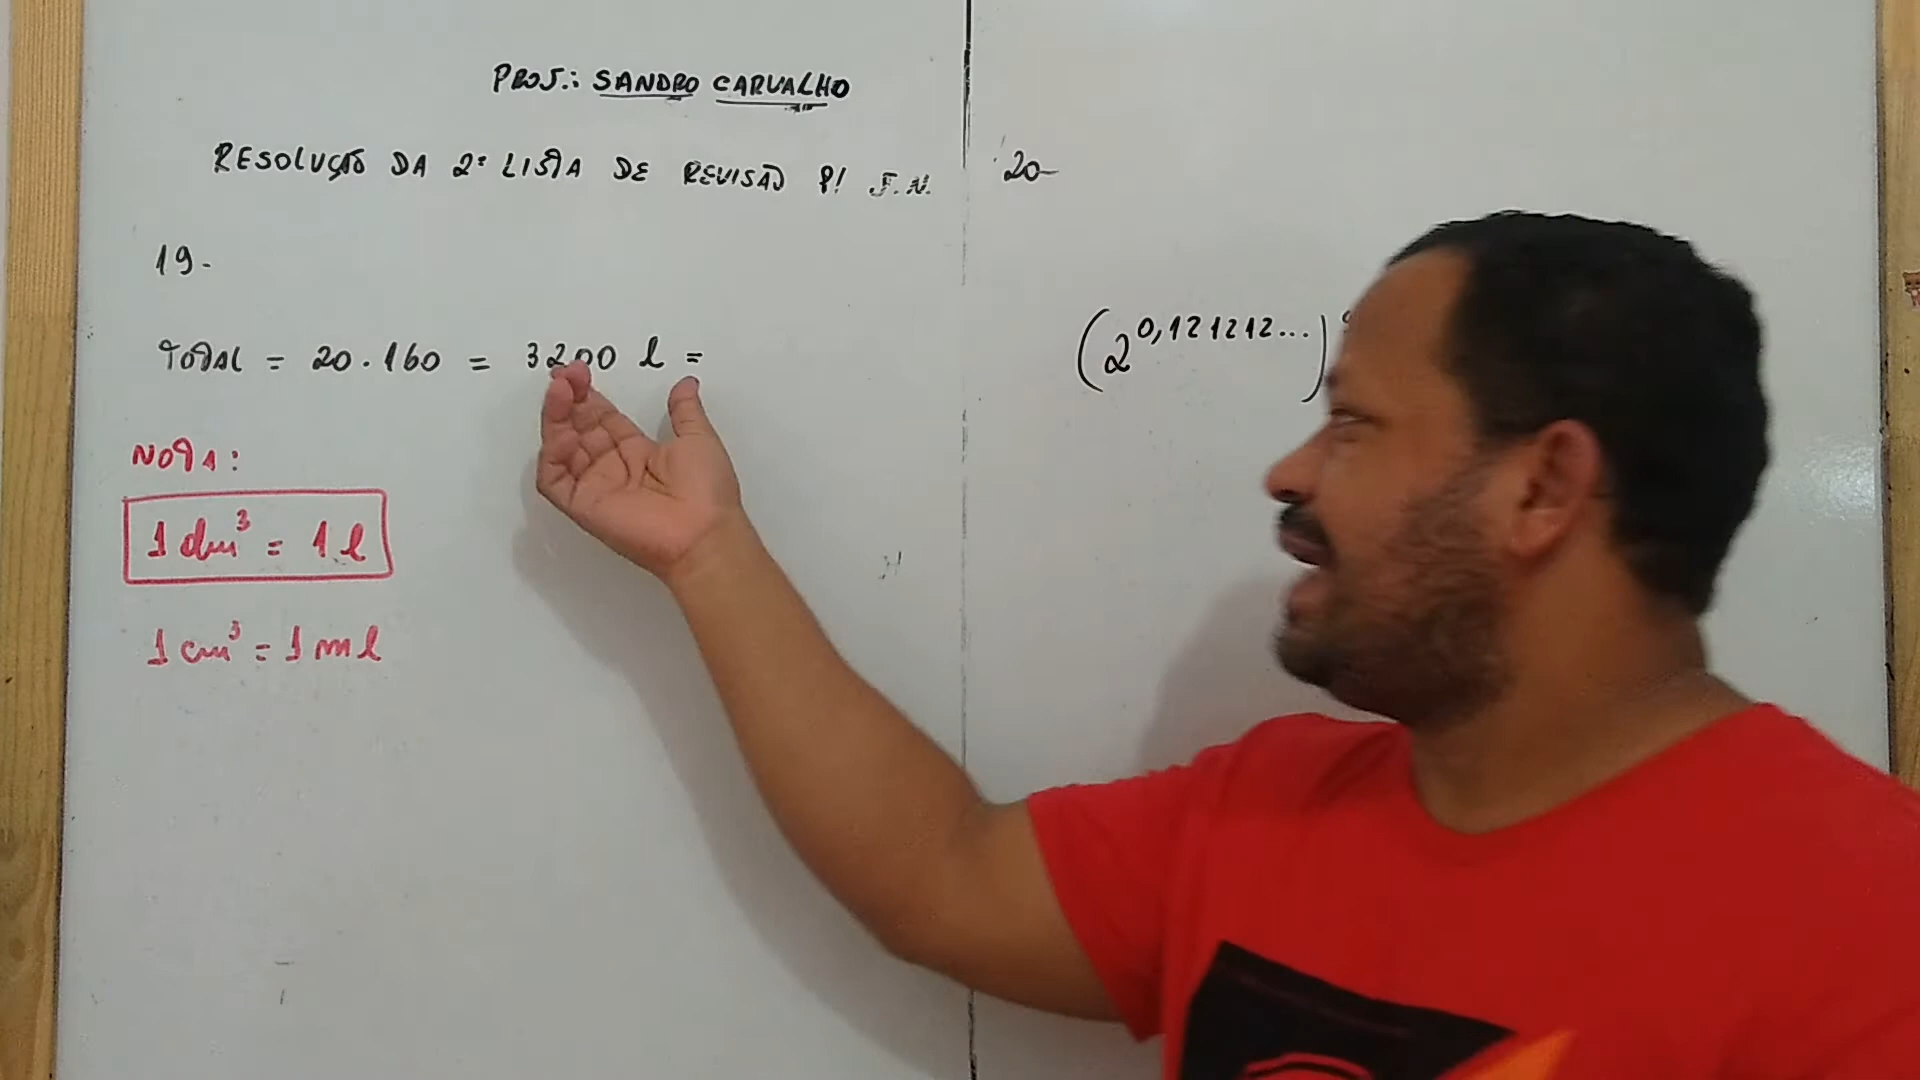 PROF.: SANDRO CARVALHO
RESOLUÇÃO DA 2ª LISTA DE REVISÃO P/ F.N.
19-
TOTAL = 20.160 = 3200 l =
NOTA:
1 dm³ = 1 l
1 cm³ = 1 ml
20-
(2^0,121212...)